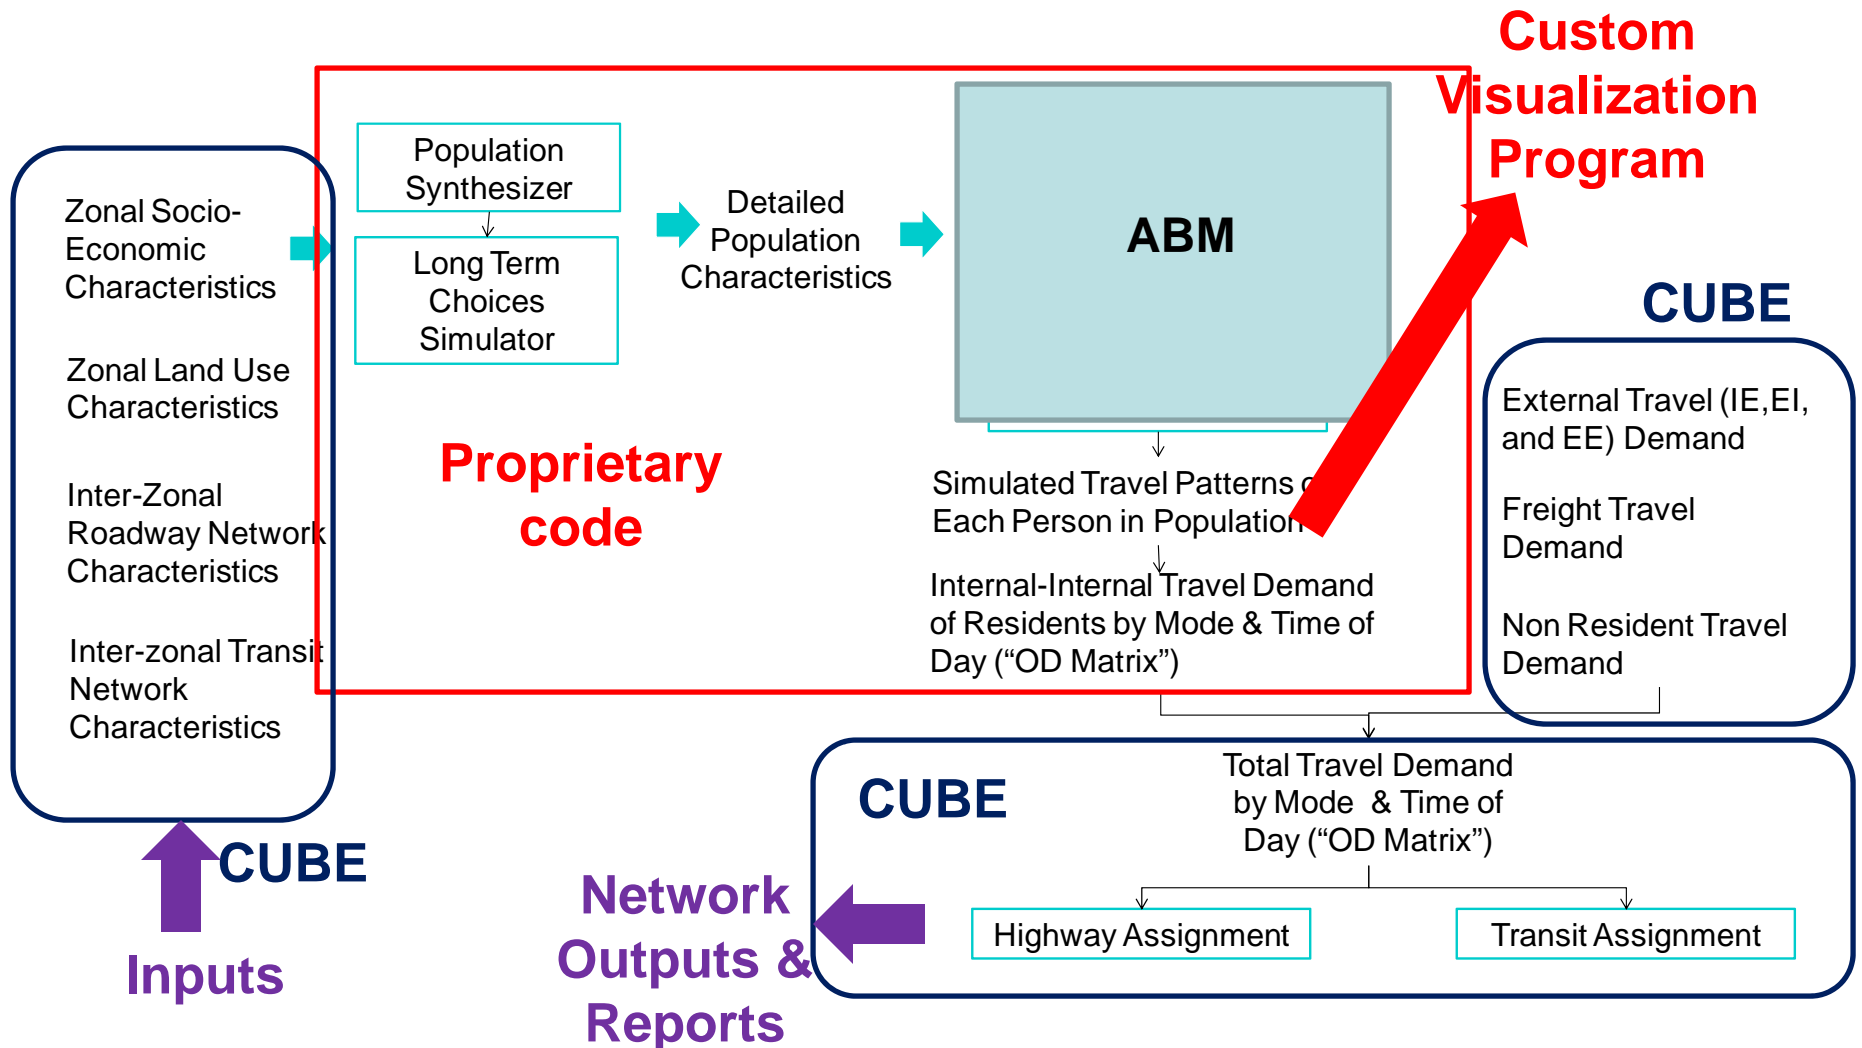 Custom
Visualization
Program
Population
Synthesizer
Long Term
Choices
Simulator
Detailed
Population
Characteristics
ABM
Zonal Socio-
Economic
Characteristics
Zonal Land Use
Characteristics
Inter-Zonal
Roadway Network
Characteristics
Inter-zonal Transit
Network
Characteristics
CUBE
Inputs
Proprietary
code
Simulated Travel Patterns
Each Person in Population
Internal-Internal Travel Demand
of Residents by Mode & Time of
Day (“OD Matrix”)
CUBE
External Travel (IE,EI,
and EE) Demand
Freight Travel
Demand
Non Resident Travel
Demand
CUBE
Total Travel Demand
by Mode & Time of
Day (“OD Matrix”)
Highway Assignment
Transit Assignment
Network
Outputs &
Reports